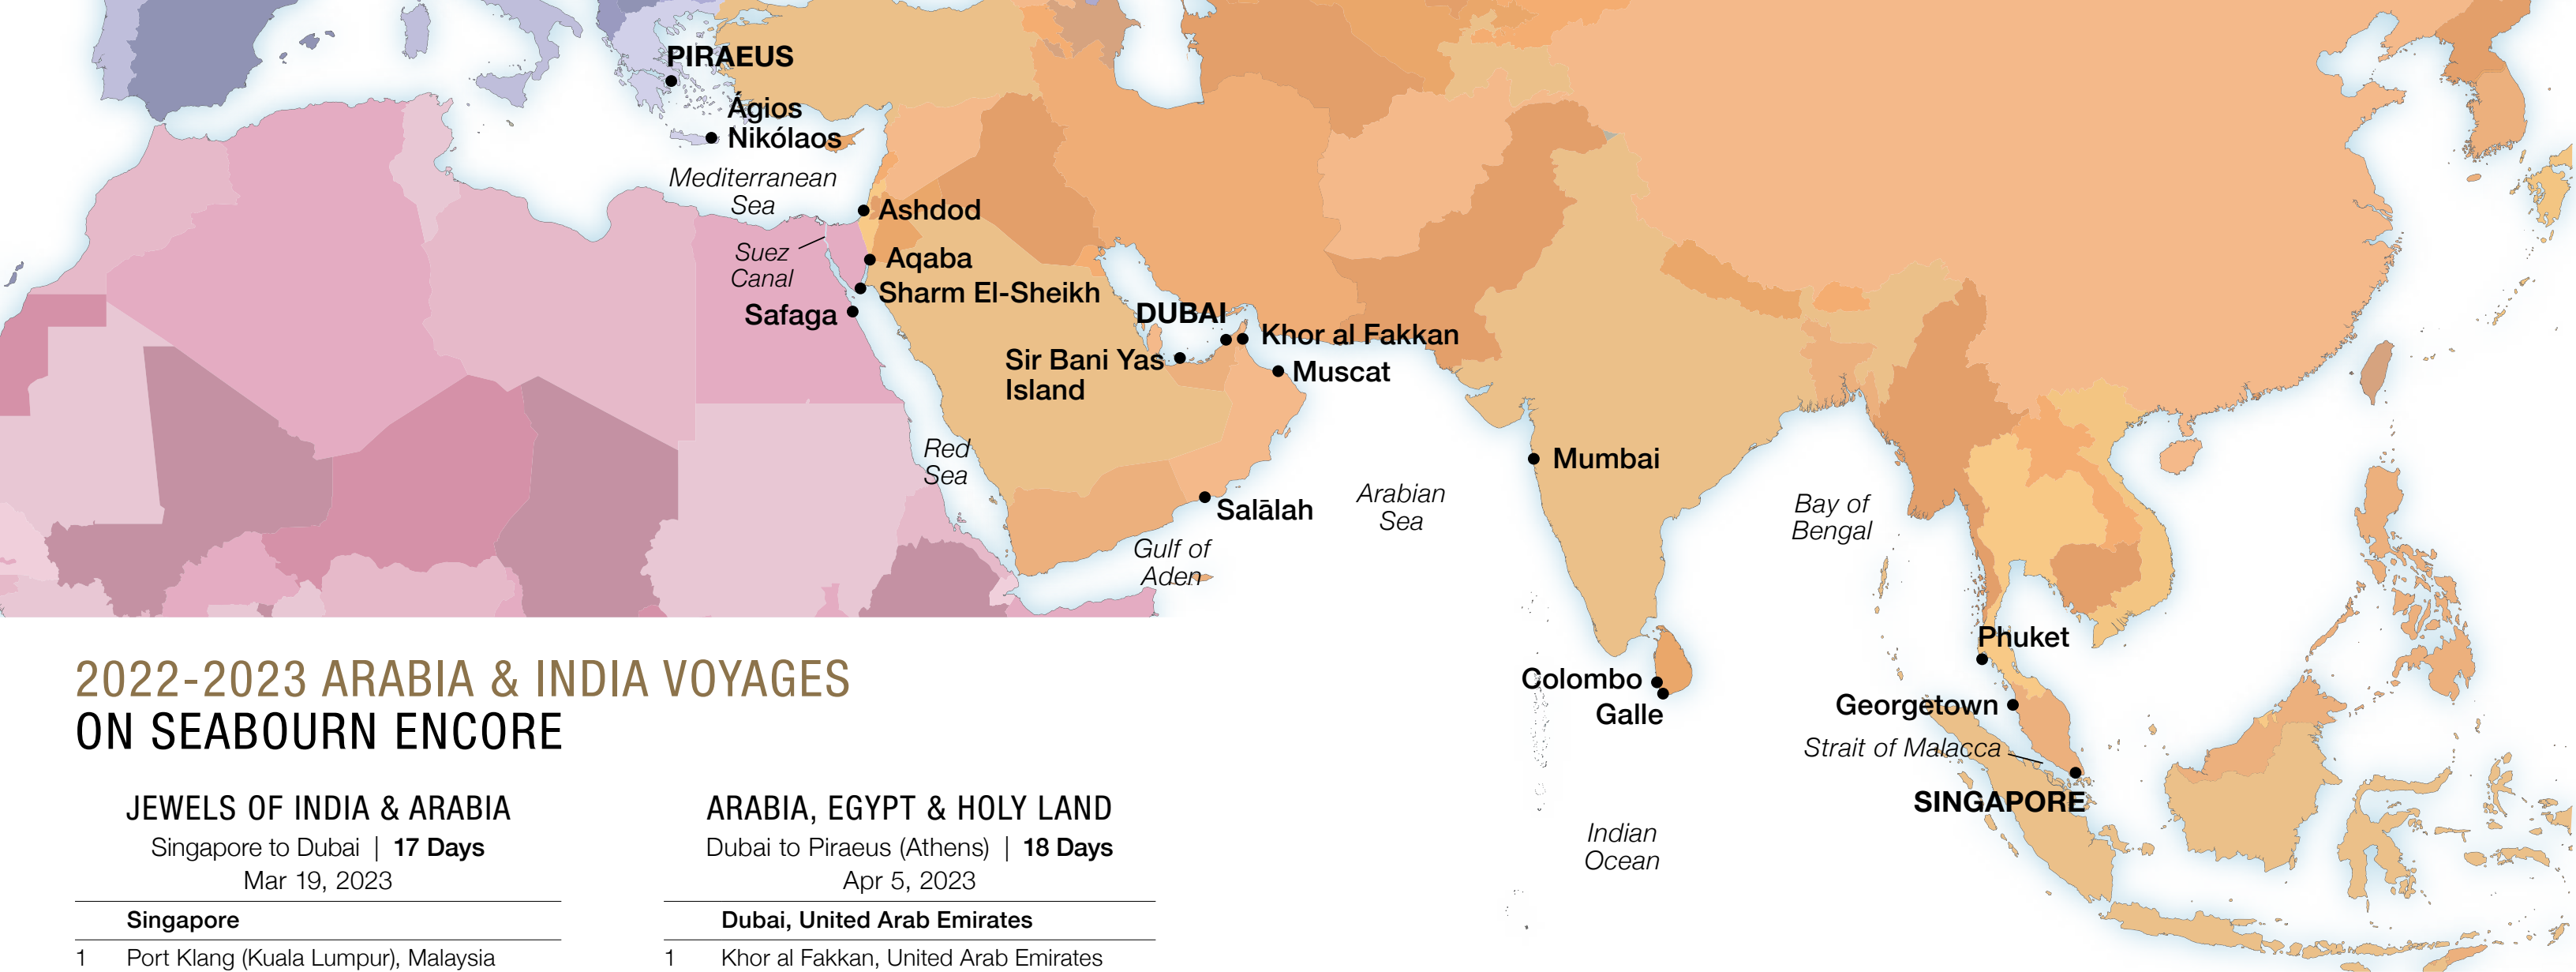 PIRAEUS
Ágios
Nikólaos
Mediterranean
Sea
Ashdod
Suez
Canal
Aqaba
Sharm El-Sheikh
Safaga
DUBAI
Khor al Fakkan
Sir Bani Yas
Island
Muscat
Red
Sea
Mumbai
Salālah
Arabian
Sea
Bay of
Bengal
Gulf of
Aden
Phuket
Colombo
Galle
Georgetown
Strait of Malacca
SINGAPORE
Indian
Ocean
2022-2023 ARABIA & INDIA VOYAGES
ON SEABOURN ENCORE
JEWELS OF INDIA & ARABIA
Singapore to Dubai | 17 Days
Mar 19, 2023
Singapore
1 Port Klang (Kuala Lumpur), Malaysia
ARABIA, EGYPT & HOLY LAND
Dubai to Piraeus (Athens) | 18 Days
Apr 5, 2023
Dubai, United Arab Emirates
1 Khor al Fakkan, United Arab Emirates